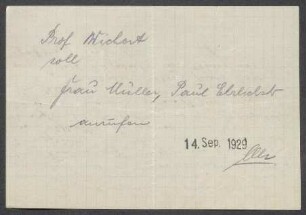 Prof Wichert
soll
Frau Müller, Paul Ehrlichstr
anrufen
14. Sep. 1929